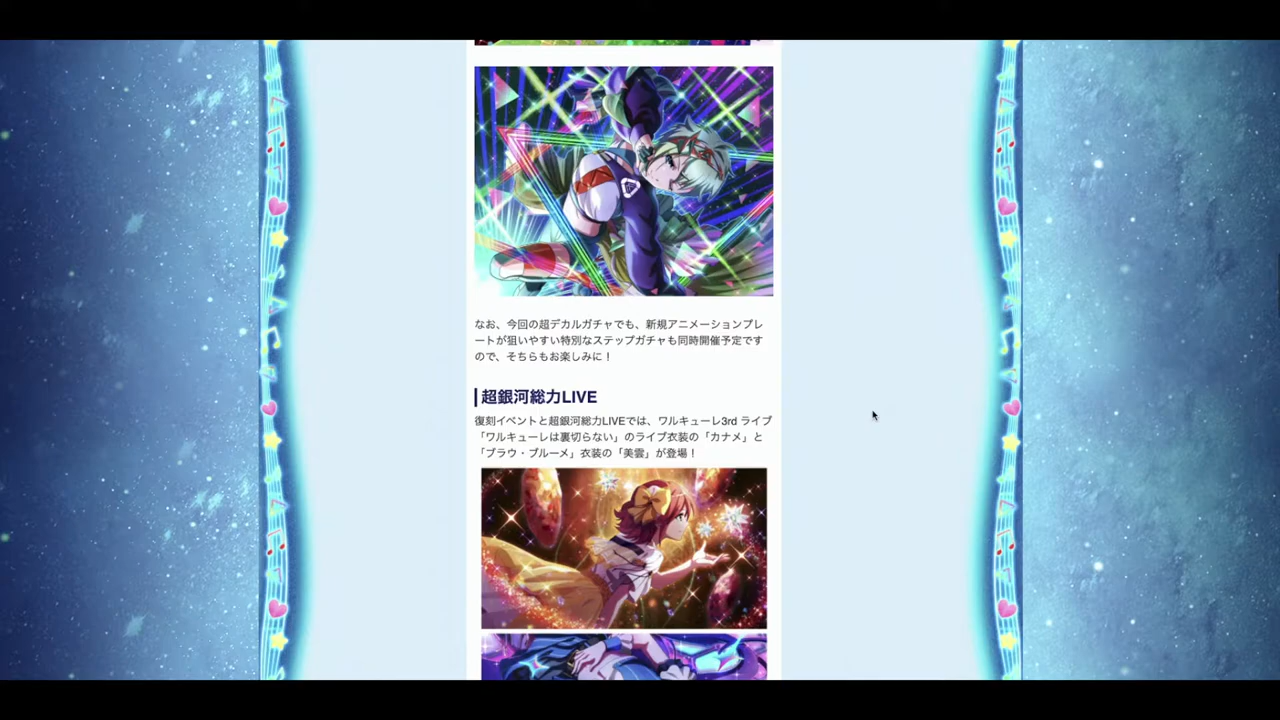 なお、今回の超デカルガチャでも、新規アニメーションプレ
ートが狙いやすい特別なステップガチャも同時開催予定です
ので、そちらもお楽しみに！
超銀河総力LIVE
復刻イベントと超銀河総力LIVEでは、ワルキューレ3rd ライブ
「ワルキューレは裏切らない」のライブ衣装の「カナメ」と
「ブラウ・ブルーメ」衣装の「美雲」が登場！